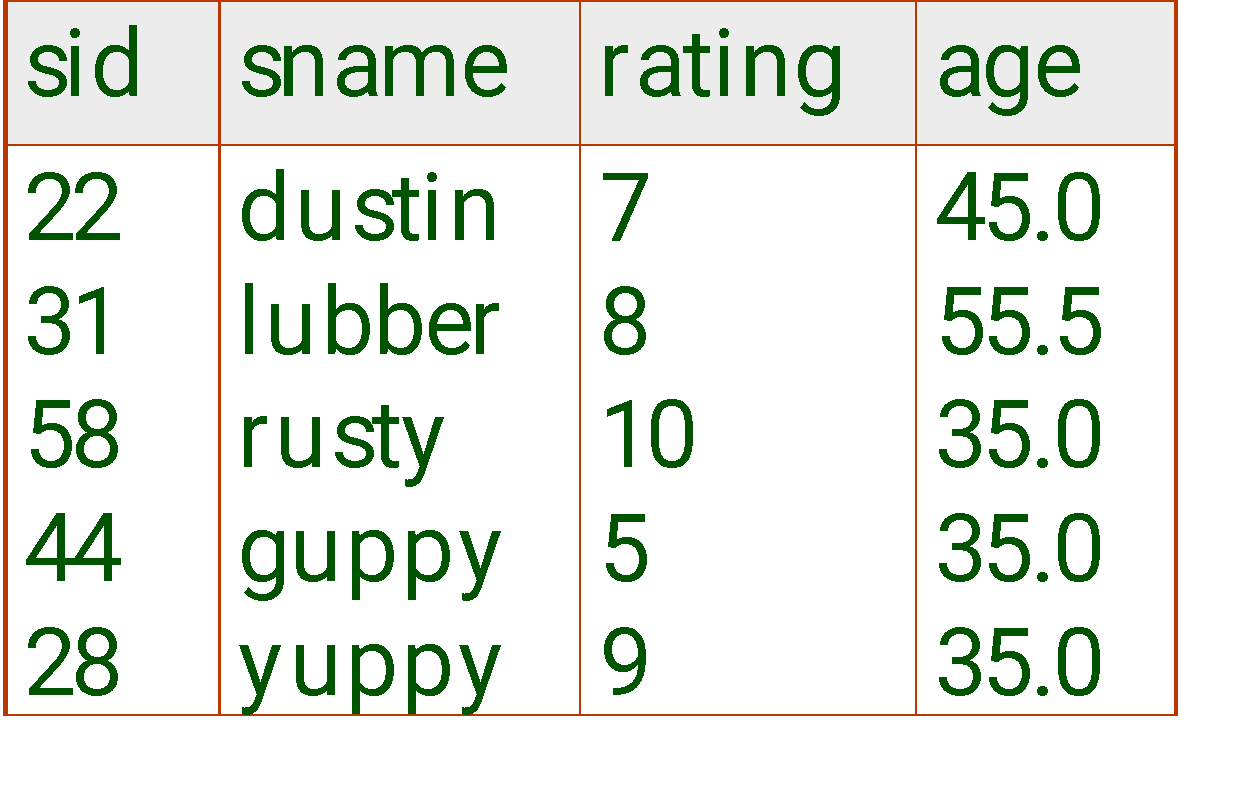 sid sname rating age
22 dustin 7 45.0
31 lubber 8 55.5
58 rusty 10 35.0
44 guppy 5 35.0
28 yuppy 9 35.0